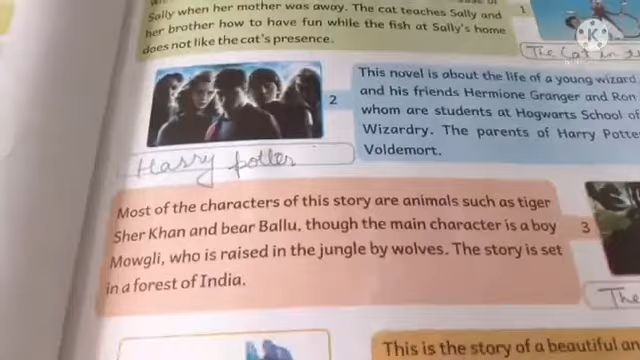 Sally when her mother was away. The cat teaches Sally and
her brother how to have fun while the fish at Sally's home
does not like the cat's presence.
1
The Cat in
This novel is about the life of a young wizard
and his friends Hermione Granger and Ron
whom are students at Hogwarts School of
Wizardry. The parents of Harry Potte
Voldemort.
2
Harry potter
Most of the characters of this story are animals such as tiger
Sher Khan and bear Ballu, though the main character is a boy
Mowgli, who is raised in the jungle by wolves. The story is set
in a forest of India.
3
The
This is the story of a beautiful an